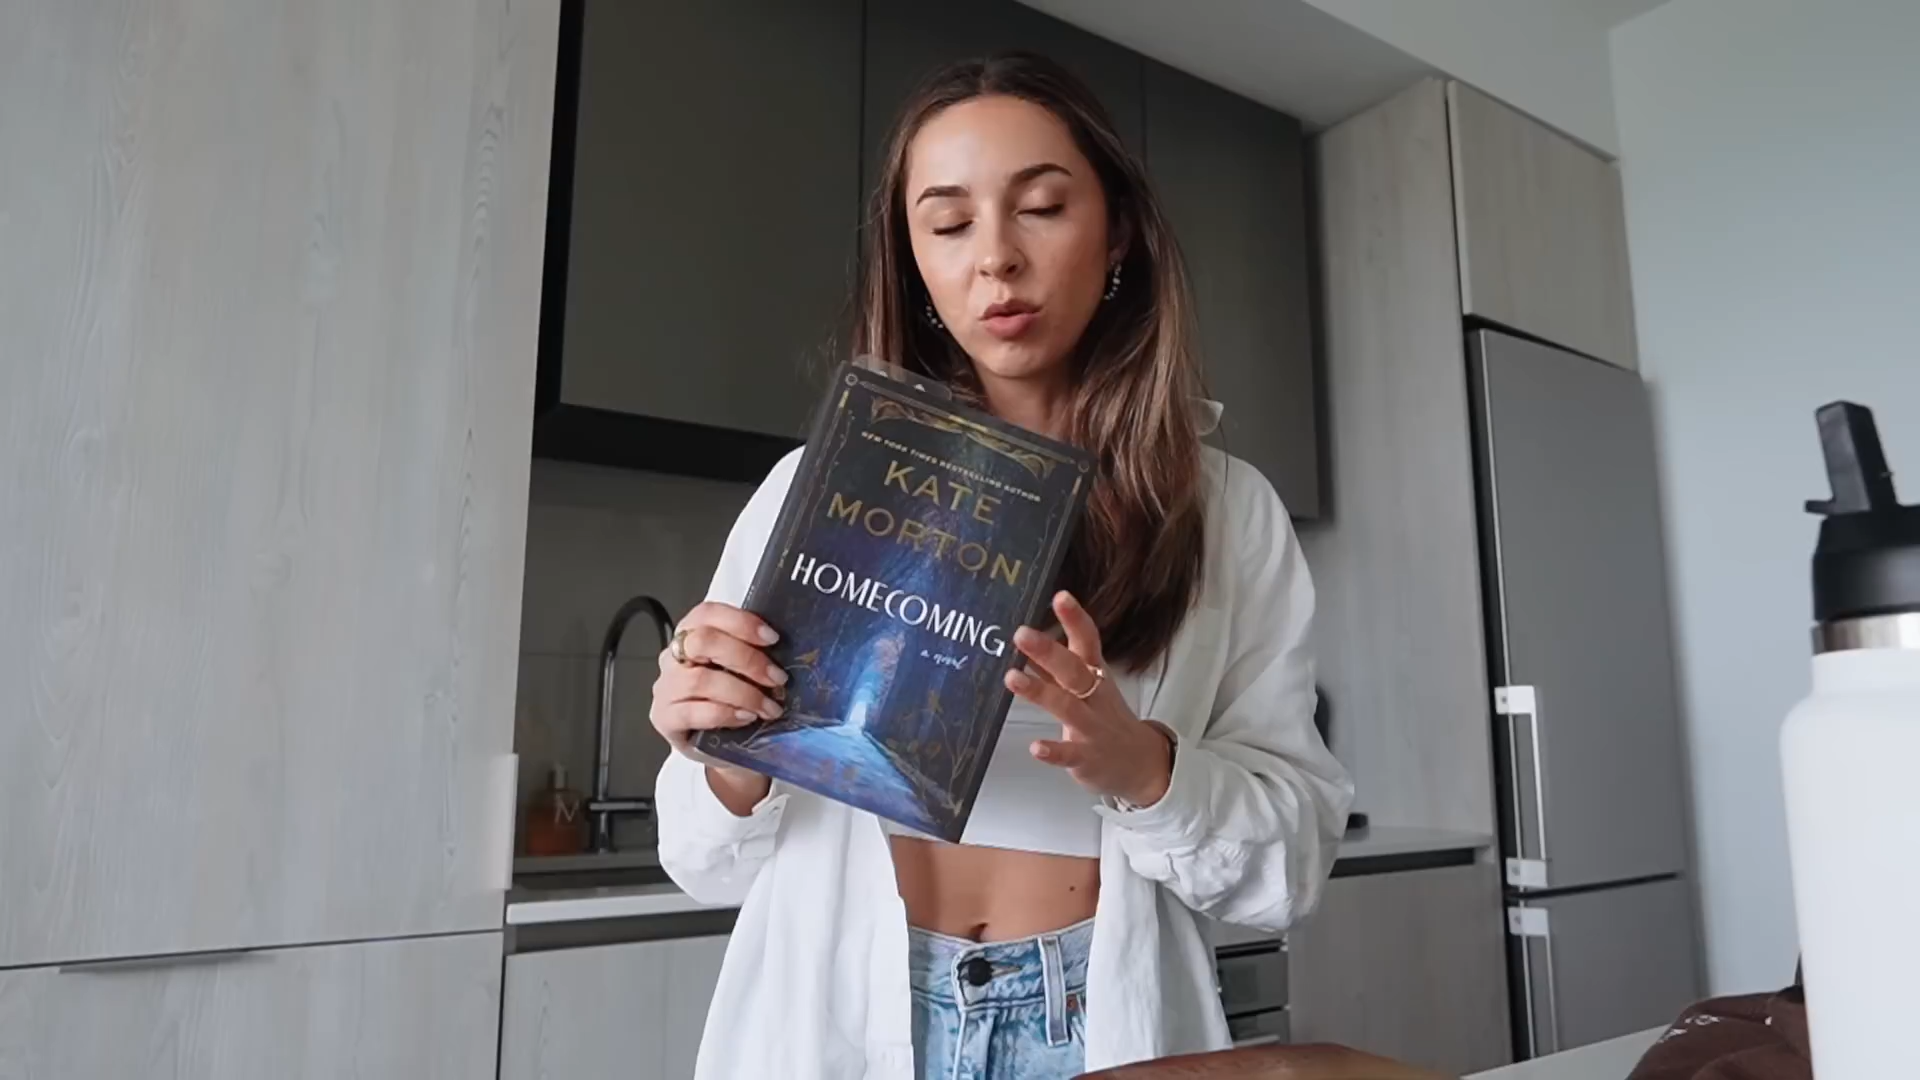 NEW YORK TIMES BESTSELLING AUTHOR
KATE
MORTON
HOMECOMING
a novel
M